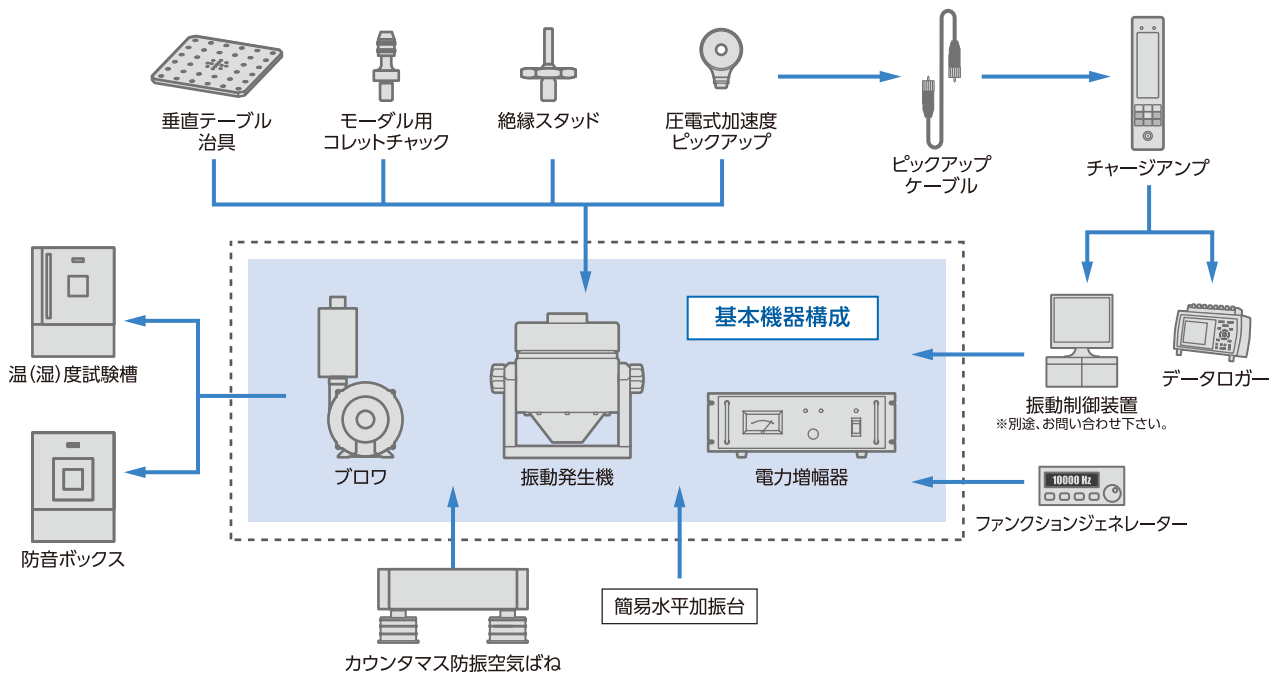 垂直テーブル
治具
モーダル用
コレットチャック
絶縁スタッド
圧電式加速度
ピックアップ
ピックアップ
ケーブル
チャージアンプ
基本機器構成
温(湿)度試験槽
防音ボックス
ブロワ
振動発生機
電力増幅器
振動制御装置
※別途、お問い合わせ下さい。
データロガー
10000 Hz
ファンクションジェネレーター
カウンタマス防振空気ばね
簡易水平加振台